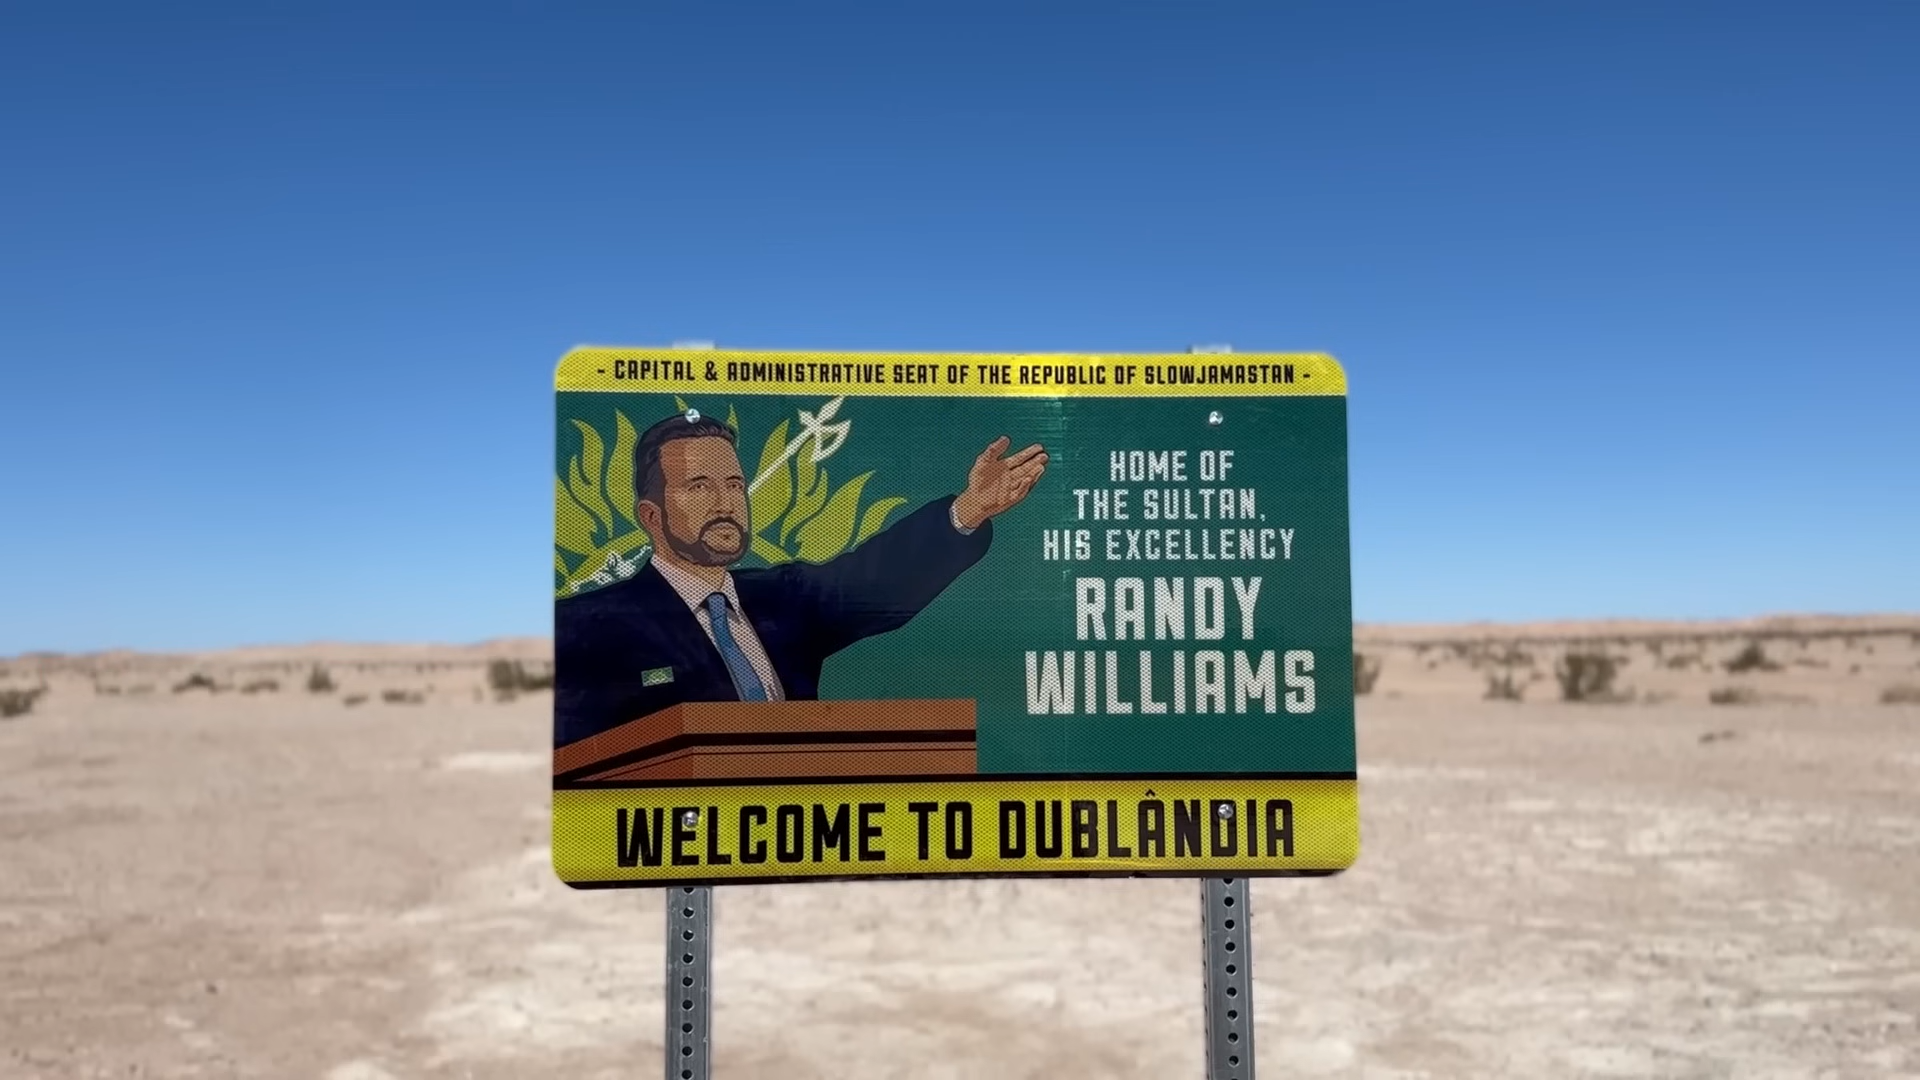 - CAPITAL & ADMINISTRATIVE SEAT OF THE REPUBLIC OF SLOWJAMASTAN -
HOME OF
THE SULTAN,
HIS EXCELLENCY
RANDY
WILLIAMS
WELCOME TO DUBLÂNDIA